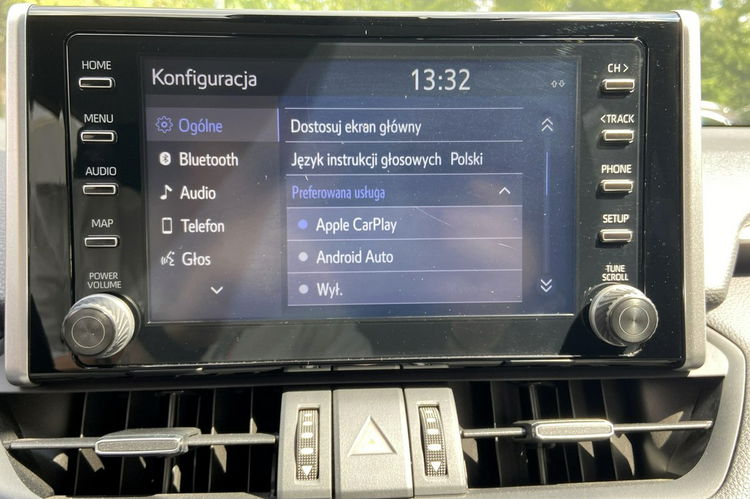 HOME
MENU
AUDIO
MAP
POWER
VOLUME
Konfiguracja 13:32
Ogólne
Bluetooth
Audio
Telefon
Głos
Dostosuj ekran główny
Język instrukcji głosowych Polski
Preferowana usługa
Apple CarPlay
Android Auto
Wył.
CH >
< TRACK
PHONE
SETUP
TUNE
SCROLL